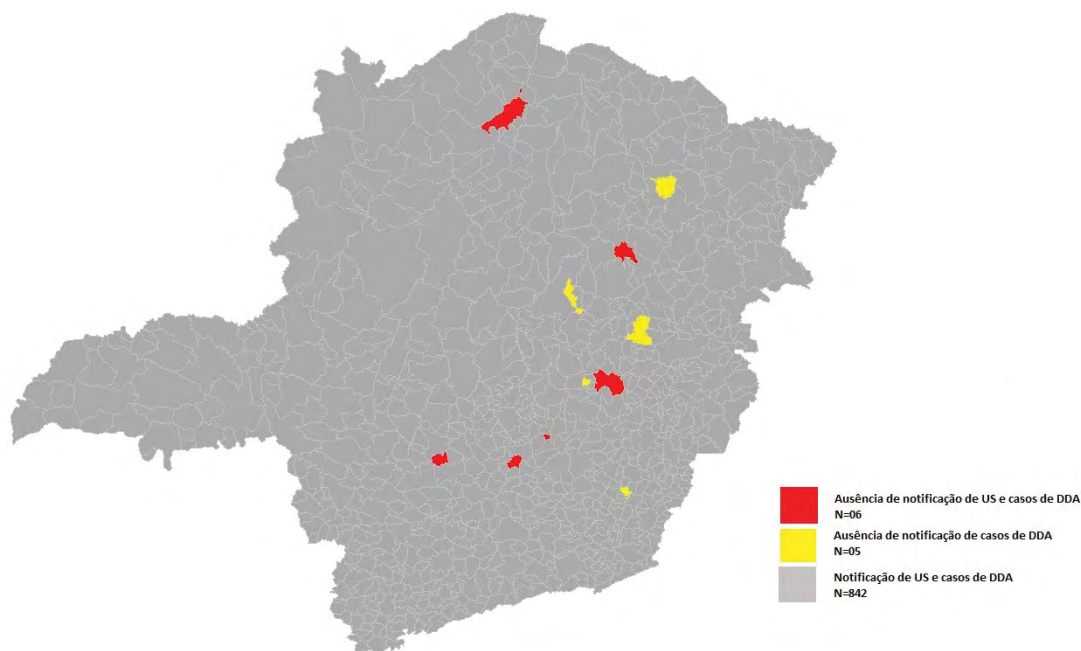 Ausência de notificação de US e casos de DDA
N=06
Ausência de notificação de casos de DDA
N=05
Notificação de US e casos de DDA
N=842